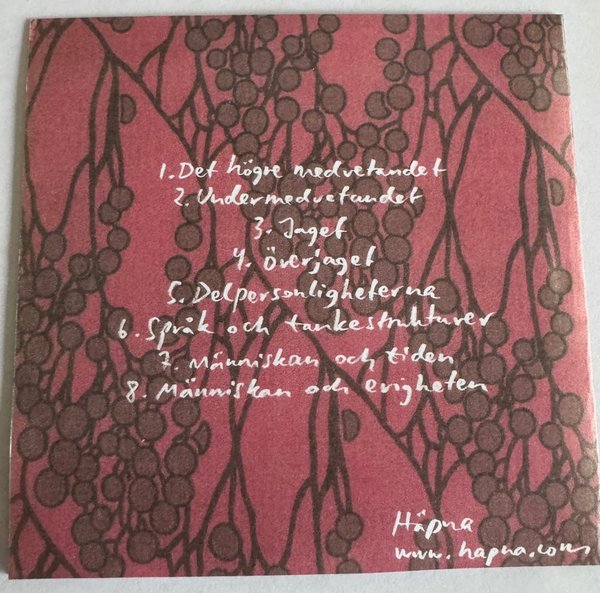 1. Det högre medvetandet
2. Undermedvetandet
3. Jaget
4. Överjaget
5. Delpersonligheterna
6. Språk och tankestrukturer
7. Människan och tiden
8. Människan och evigheten
Häpna
www.hapna.com